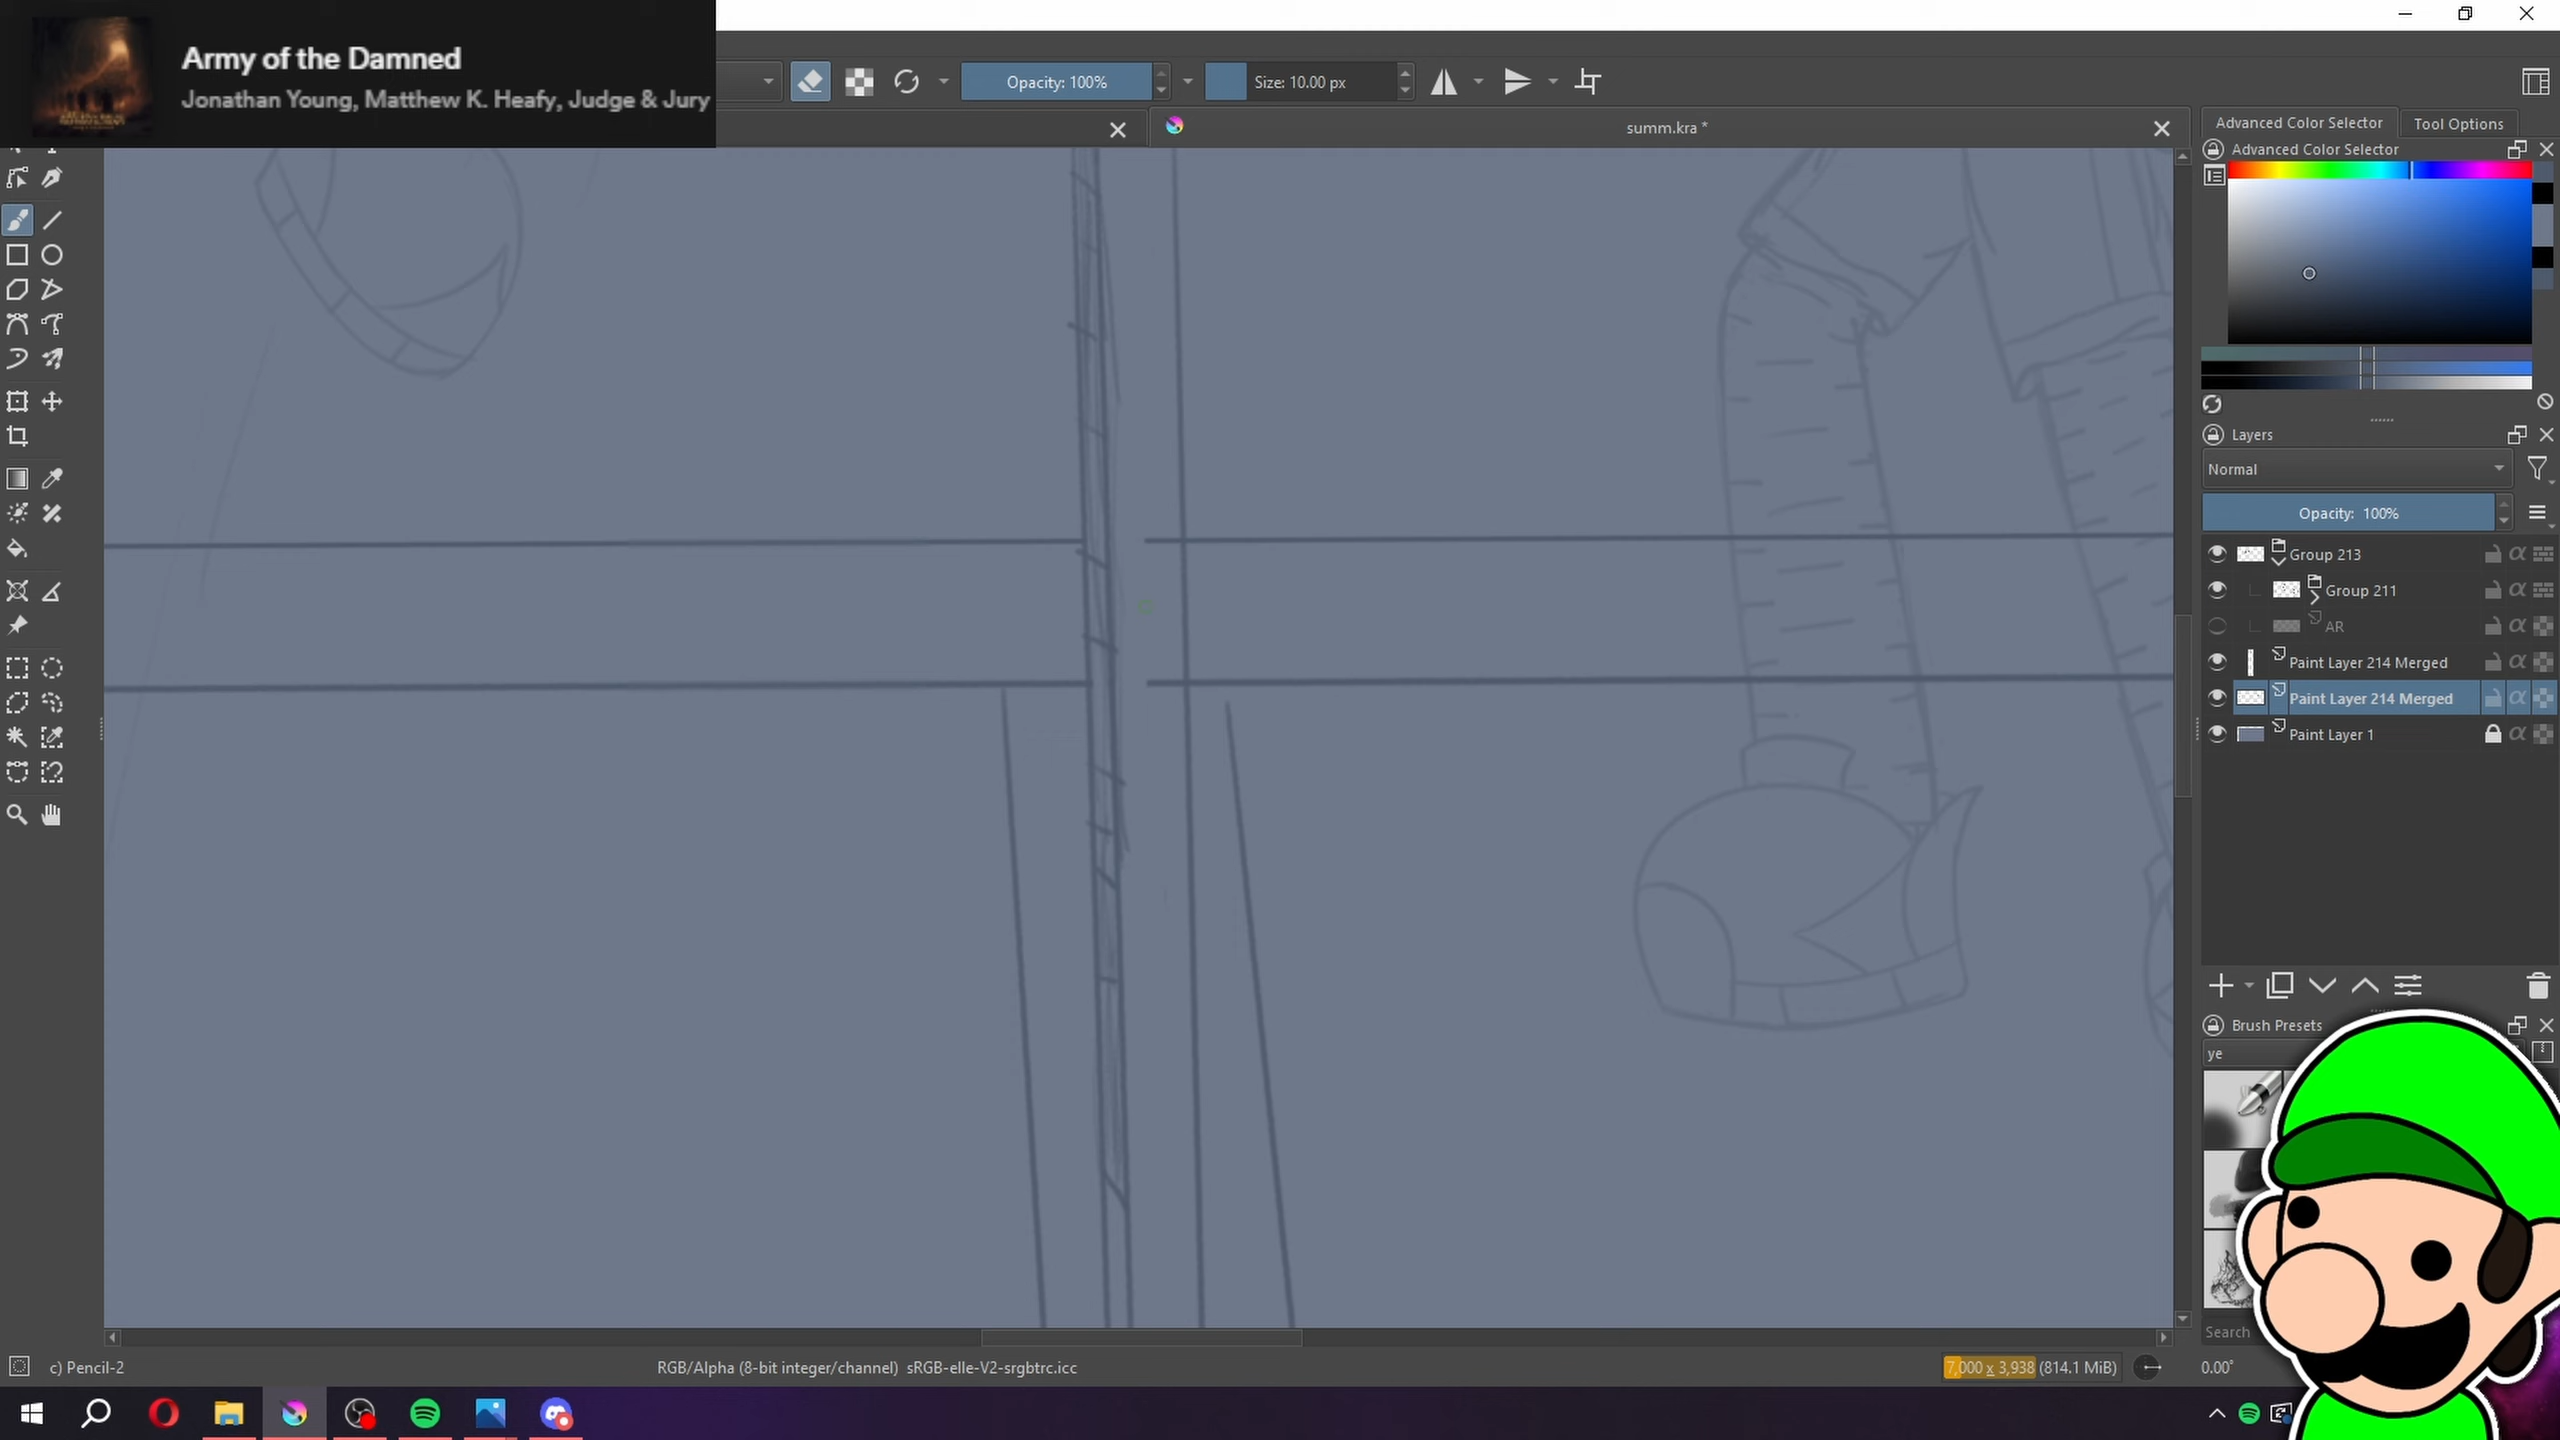 Army of the Damned
Jonathan Young, Matthew K. Heafy, Judge & Jury
Opacity: 100%
Size: 10.00 px
summ.kra *
Advanced Color Selector
Tool Options
Advanced Color Selector
Layers
Normal
Opacity: 100%
Group 213
Group 211
AR
Paint Layer 214 Merged
Paint Layer 214 Merged
Paint Layer 1
Brush Presets
ye
Search
c) Pencil-2
RGB/Alpha (8-bit integer/channel) sRGB-elle-V2-srgbtrc.icc
7,000 x 3,938 (814.1 MiB)
0.00°